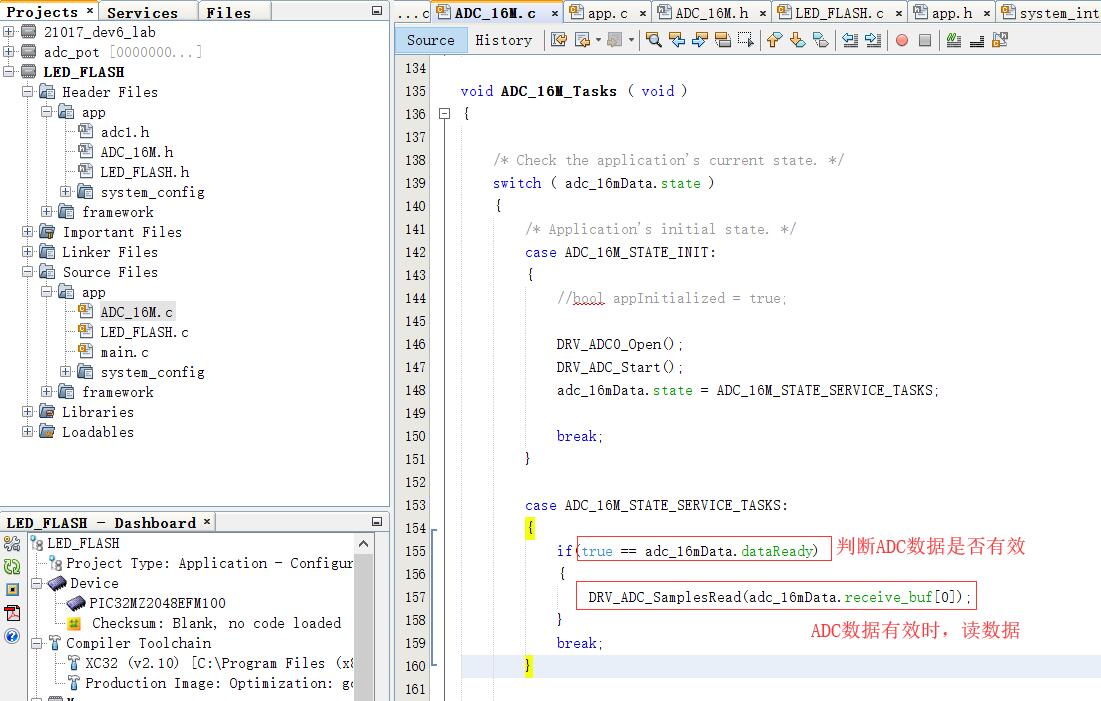 Projects × Services Files
21017_dev6_lab
adc_pot [0000000...]
LED_FLASH
Header Files
app
adc1.h
ADC_16M.h
LED_FLASH.h
system_config
framework
Important Files
Linker Files
Source Files
app
ADC_16M.c
LED_FLASH.c
main.c
system_config
framework
Libraries
Loadables
LED_FLASH - Dashboard ×
LED_FLASH
Project Type: Application - Configur
Device
PIC32MZ2048EFM100
Checksum: Blank, no code loaded
Compiler Toolchain
XC32 (v2.10) [C:\Program Files (x8
Production Image: Optimization: gc
...c ADC_16M.c × app.c × ADC_16M.h × LED_FLASH.c × app.h × system_int
Source History
134
135 void ADC_16M_Tasks ( void )
136 {
137
138 /* Check the application's current state. */
139 switch ( adc_16mData.state )
140 {
141 /* Application's initial state. */
142 case ADC_16M_STATE_INIT:
143 {
144 //bool appInitialized = true;
145
146 DRV_ADC0_Open();
147 DRV_ADC_Start();
148 adc_16mData.state = ADC_16M_STATE_SERVICE_TASKS;
149
150 break;
151 }
152
153 case ADC_16M_STATE_SERVICE_TASKS:
154 {
155 if(true == adc_16mData.dataReady) 判断ADC数据是否有效
156 {
157 DRV_ADC_SamplesRead(adc_16mData.receive_buf[0]);
158 } ADC数据有效时，读数据
159 break;
160 }
161